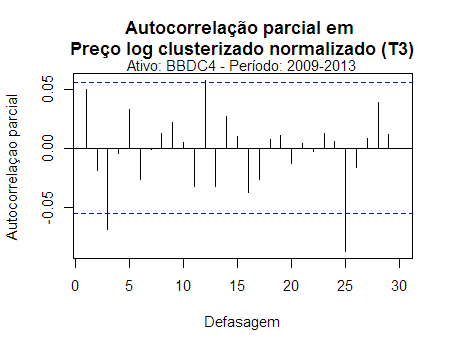 Autocorrelação parcial em
Preço log clusterizado normalizado (T3)
Ativo: BBDC4 - Período: 2009-2013
Autocorrelaçao parcial
0.05
0.00
-0.05
0 5 10 15 20 25 30
Defasagem